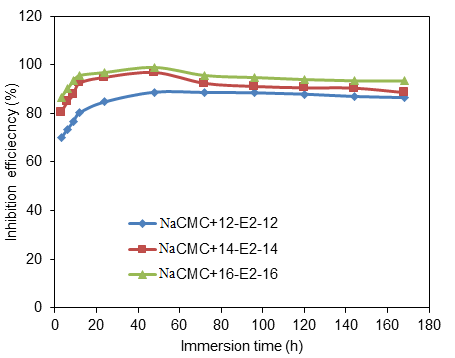 120
100
80
60
40
20
0
Inhibition efficiecncy (%)
NaCMC+12-E2-12
NaCMC+14-E2-14
NaCMC+16-E2-16
0 20 40 60 80 100 120 140 160 180
Immersion time (h)